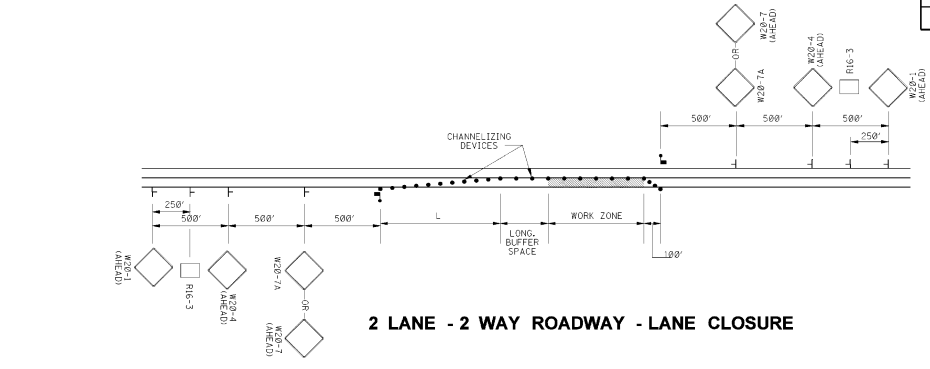 W20-7
(AHEAD)
OR
W20-7A
W20-4
(AHEAD)
R16-3
W20-1
(AHEAD)
500'
500'
500'
250'
CHANNELIZING
DEVICES
250'
500'
500'
500'
L
LONG.
BUFFER
SPACE
WORK ZONE
100'
W20-1
(AHEAD)
R16-3
W20-4
(AHEAD)
W20-7A
OR
W20-7
(AHEAD)
2 LANE - 2 WAY ROADWAY - LANE CLOSURE